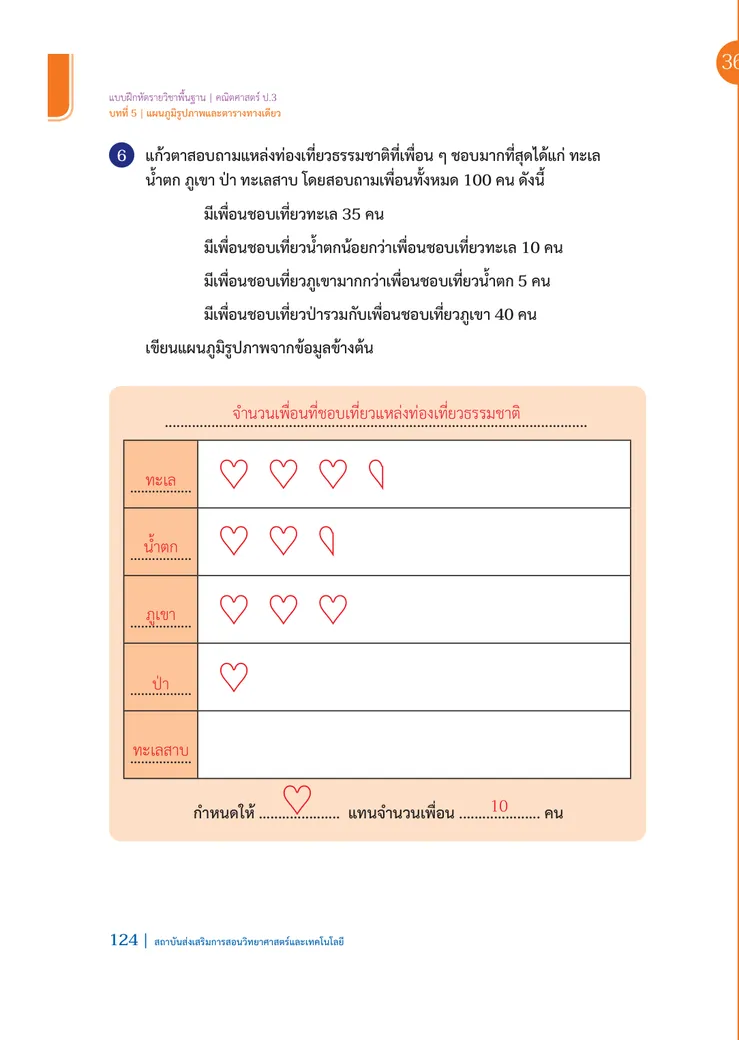 36
แบบฝึกหัดรายวิชาพื้นฐาน | คณิตศาสตร์ ป.3
บทที่ 5 | แผนภูมิรูปภาพและตารางทางเดียว
6 แก้วตาสอบถามแหล่งท่องเที่ยวธรรมชาติที่เพื่อน ๆ ชอบมากที่สุดได้แก่ ทะเล
น้ำตก ภูเขา ป่า ทะเลสาบ โดยสอบถามเพื่อนทั้งหมด 100 คน ดังนี้
มีเพื่อนชอบเที่ยวทะเล 35 คน
มีเพื่อนชอบเที่ยวน้ำตกน้อยกว่าเพื่อนชอบเที่ยวทะเล 10 คน
มีเพื่อนชอบเที่ยวภูเขามากกว่าเพื่อนชอบเที่ยวน้ำตก 5 คน
มีเพื่อนชอบเที่ยวป่ารวมกับเพื่อนชอบเที่ยวภูเขา 40 คน
เขียนแผนภูมิรูปภาพจากข้อมูลข้างต้น
จำนวนเพื่อนที่ชอบเที่ยวแหล่งท่องเที่ยวธรรมชาติ
ทะเล
น้ำตก
ภูเขา
ป่า
ทะเลสาบ
กำหนดให้ ..................... แทนจำนวนเพื่อน 10 คน
124 | สถาบันส่งเสริมการสอนวิทยาศาสตร์และเทคโนโลยี